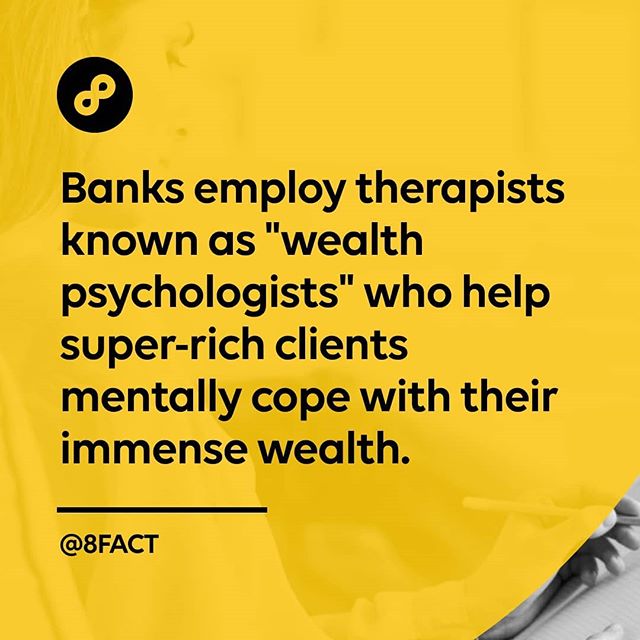 Banks employ therapists
known as "wealth
psychologists" who help
super-rich clients
mentally cope with their
immense wealth.
@8FACT